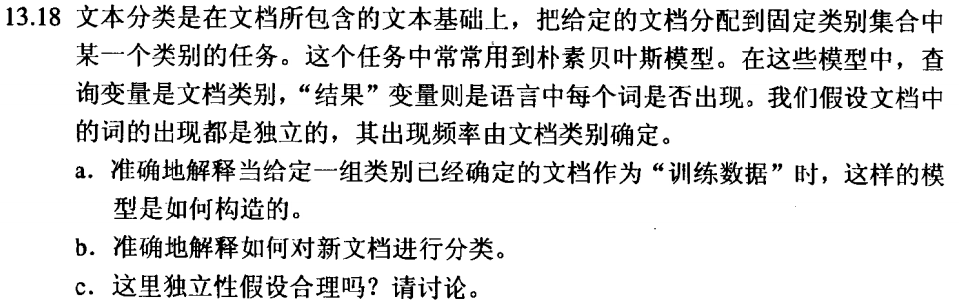 13.18 文本分类是在文档所包含的文本基础上，把给定的文档分配到固定类别集合中
某一个类别的任务。这个任务中常常用到朴素贝叶斯模型。在这些模型中，查
询变量是文档类别，“结果”变量则是语言中每个词是否出现。我们假设文档中
的词的出现都是独立的，其出现频率由文档类别确定。
a．准确地解释当给定一组类别已经确定的文档作为“训练数据”时，这样的模
型是如何构造的。
b．准确地解释如何对新文档进行分类。
c．这里独立性假设合理吗？请讨论。